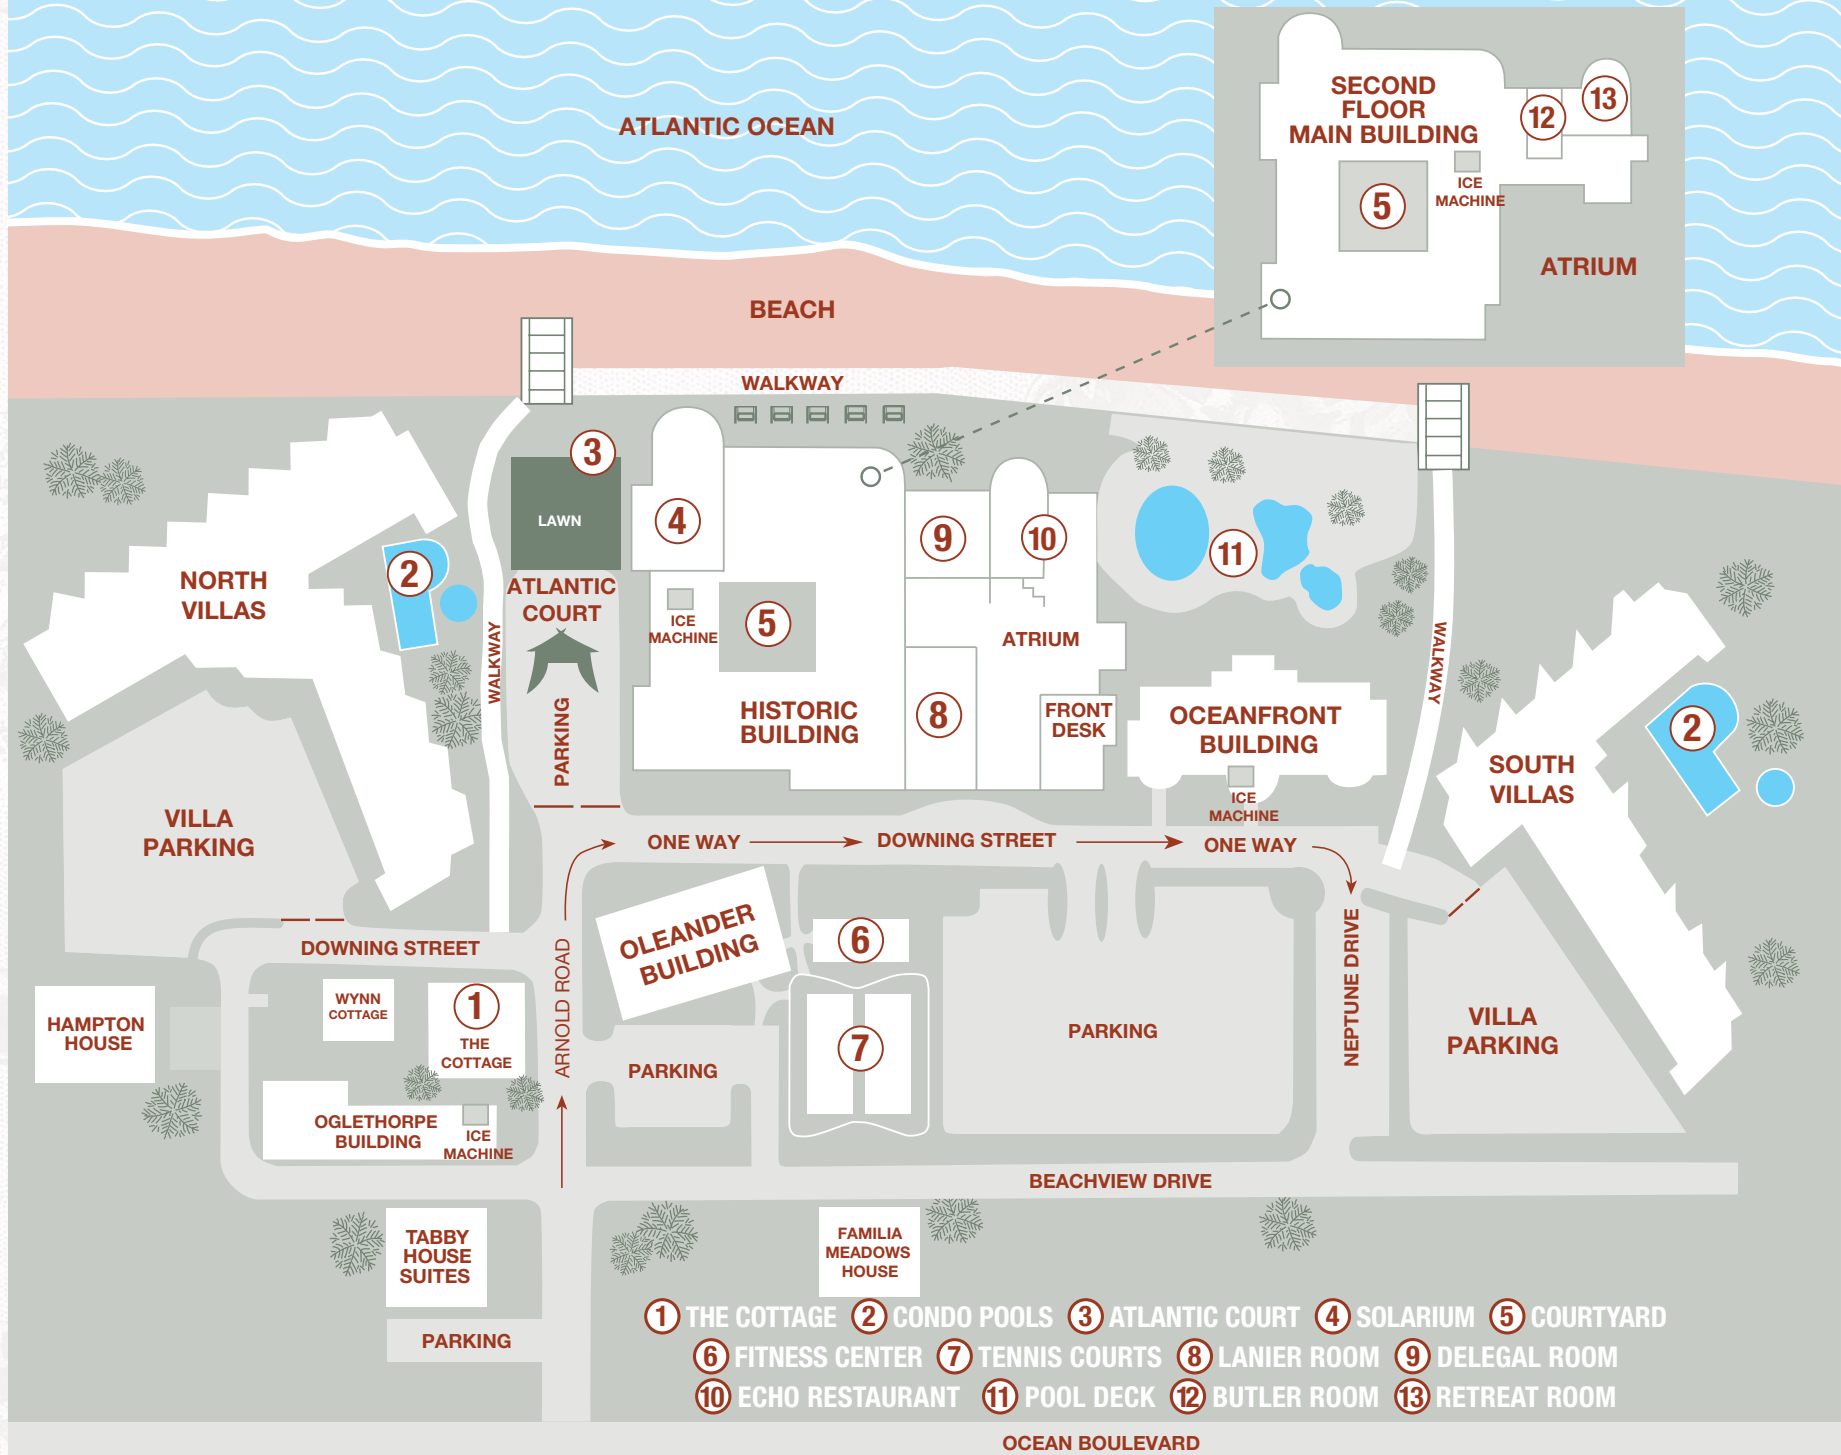 ATLANTIC OCEAN
SECOND
FLOOR
MAIN BUILDING
12
13
5
ICE
MACHINE
ATRIUM
BEACH
WALKWAY
3
LAWN
ATLANTIC
COURT
PARKING
WALKWAY
NORTH
VILLAS
2
4
ICE
MACHINE
5
HISTORIC
BUILDING
9
10
ATRIUM
8
FRONT
DESK
11
OCEANFRONT
BUILDING
ICE
MACHINE
WALKWAY
SOUTH
VILLAS
2
VILLA
PARKING
ONE WAY
DOWNING STREET
ONE WAY
DOWNING STREET
OLEANDER
BUILDING
6
7
PARKING
NEPTUNE DRIVE
VILLA
PARKING
HAMPTON
HOUSE
WYNN
COTTAGE
1
THE
COTTAGE
ARNOLD ROAD
PARKING
OGLETHORPE
BUILDING
ICE
MACHINE
BEACHVIEW DRIVE
TABBY
HOUSE
SUITES
PARKING
FAMILIA
MEADOWS
HOUSE
1 THE COTTAGE 2 CONDO POOLS 3 ATLANTIC COURT 4 SOLARIUM 5 COURTYARD
6 FITNESS CENTER 7 TENNIS COURTS 8 LANIER ROOM 9 DELEGAL ROOM
10 ECHO RESTAURANT 11 POOL DECK 12 BUTLER ROOM 13 RETREAT ROOM
OCEAN BOULEVARD